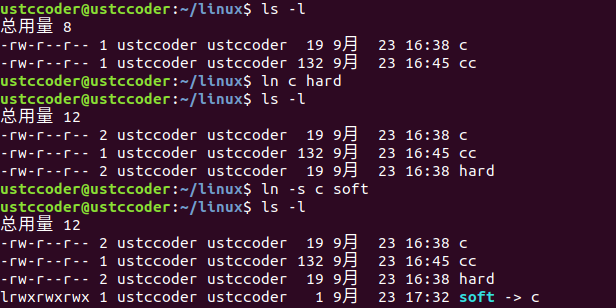 ustccoder@ustccoder:~/linux$ ls -l
总用量 8
-rw-r--r-- 1 ustccoder ustccoder  19 9月  23 16:38 c
-rw-r--r-- 1 ustccoder ustccoder 132 9月  23 16:45 cc
ustccoder@ustccoder:~/linux$ ln c hard
ustccoder@ustccoder:~/linux$ ls -l
总用量 12
-rw-r--r-- 2 ustccoder ustccoder  19 9月  23 16:38 c
-rw-r--r-- 1 ustccoder ustccoder 132 9月  23 16:45 cc
-rw-r--r-- 2 ustccoder ustccoder  19 9月  23 16:38 hard
ustccoder@ustccoder:~/linux$ ln -s c soft
ustccoder@ustccoder:~/linux$ ls -l
总用量 12
-rw-r--r-- 2 ustccoder ustccoder  19 9月  23 16:38 c
-rw-r--r-- 1 ustccoder ustccoder 132 9月  23 16:45 cc
-rw-r--r-- 2 ustccoder ustccoder  19 9月  23 16:38 hard
lrwxrwxrwx 1 ustccoder ustccoder   1 9月  23 17:32 soft -> c